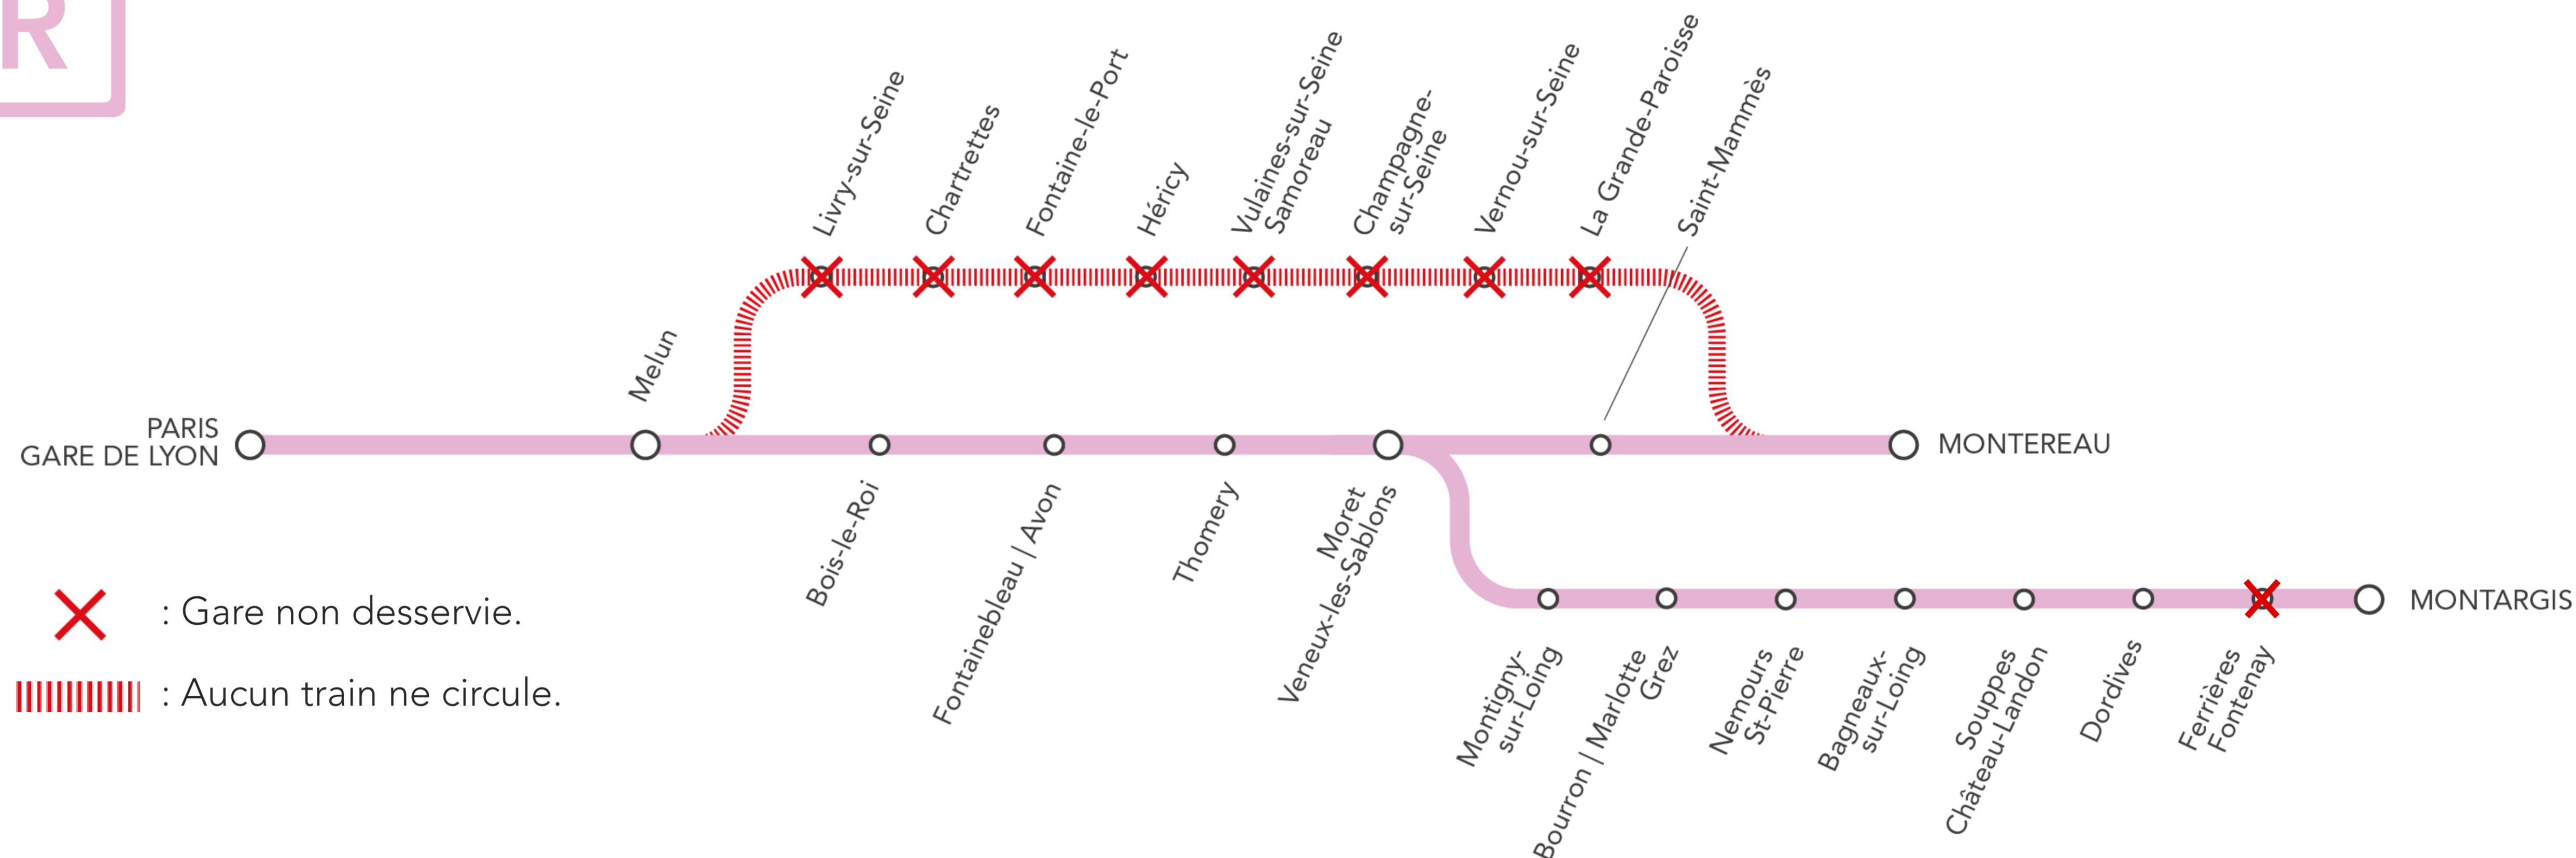 R
Livry-sur-Seine
Chartrettes
Fontaine-le-Port
Héricy
Vulaines-sur-Seine
Samoreau
Champagne-
sur-Seine
Vernou-sur-Seine
La Grande-Paroisse
Saint-Mammès
Melun
PARIS
GARE DE LYON
MONTEREAU
Bois-le-Roi
Fontainebleau | Avon
Thomery
Moret
Veneux-les-Sablons
MONTARGIS
Montigny-
sur-Loing
Bourron | Marlotte
Grez
Nemours
St-Pierre
Bagneaux-
sur-Loing
Souppes
Château-Landon
Dordives
Ferrières
Fontenay
: Gare non desservie.
: Aucun train ne circule.